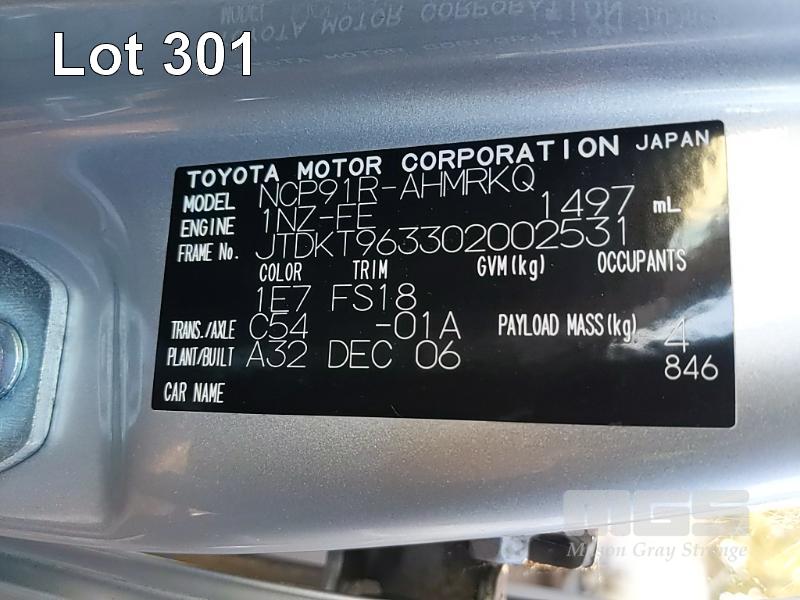 Lot 301
TOYOTA MOTOR CORPORATION JAPAN
MODEL NCP91R-AHMRKQ
ENGINE 1NZ-FE 1497 mL
FRAME No. JTDKT963302002531
COLOR TRIM GVM(kg) OCCUPANTS
1E7 FS18
TRANS./AXLE C54 -01A PAYLOAD MASS(kg) 4
PLANT/BUILT A32 DEC 06 846
CAR NAME
MGS
Mason Gray Strange